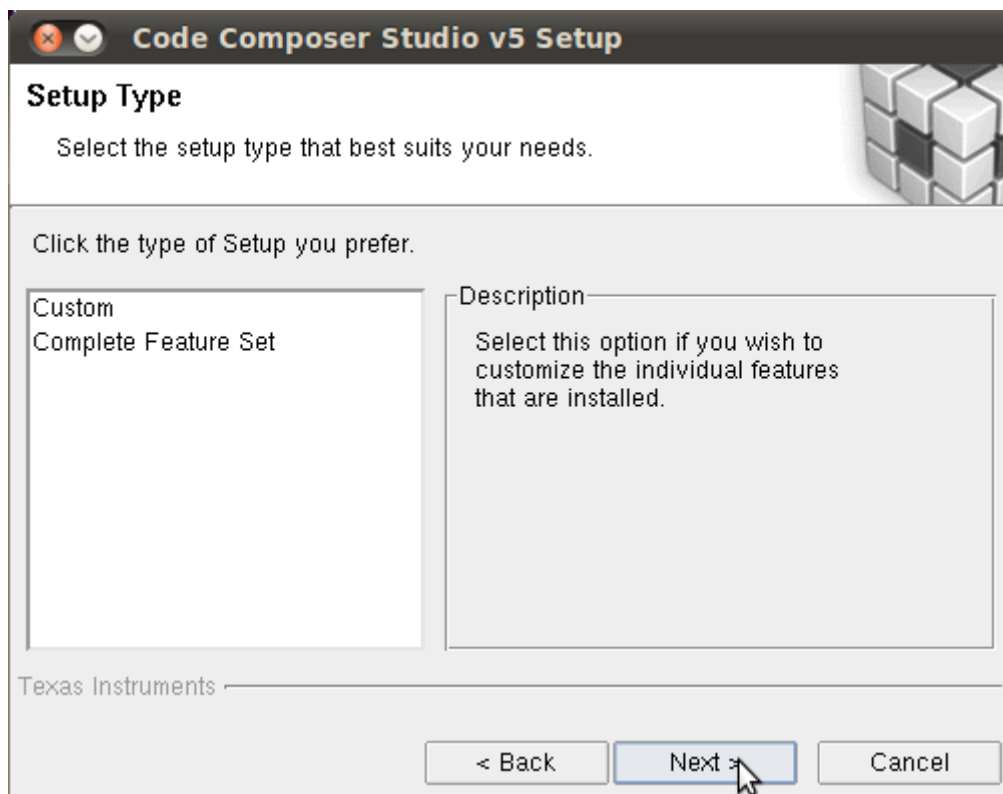 Code Composer Studio v5 Setup
Setup Type
Select the setup type that best suits your needs.
Click the type of Setup you prefer.
Custom
Complete Feature Set
Description
Select this option if you wish to
customize the individual features
that are installed.
Texas Instruments
< Back
Next >
Cancel